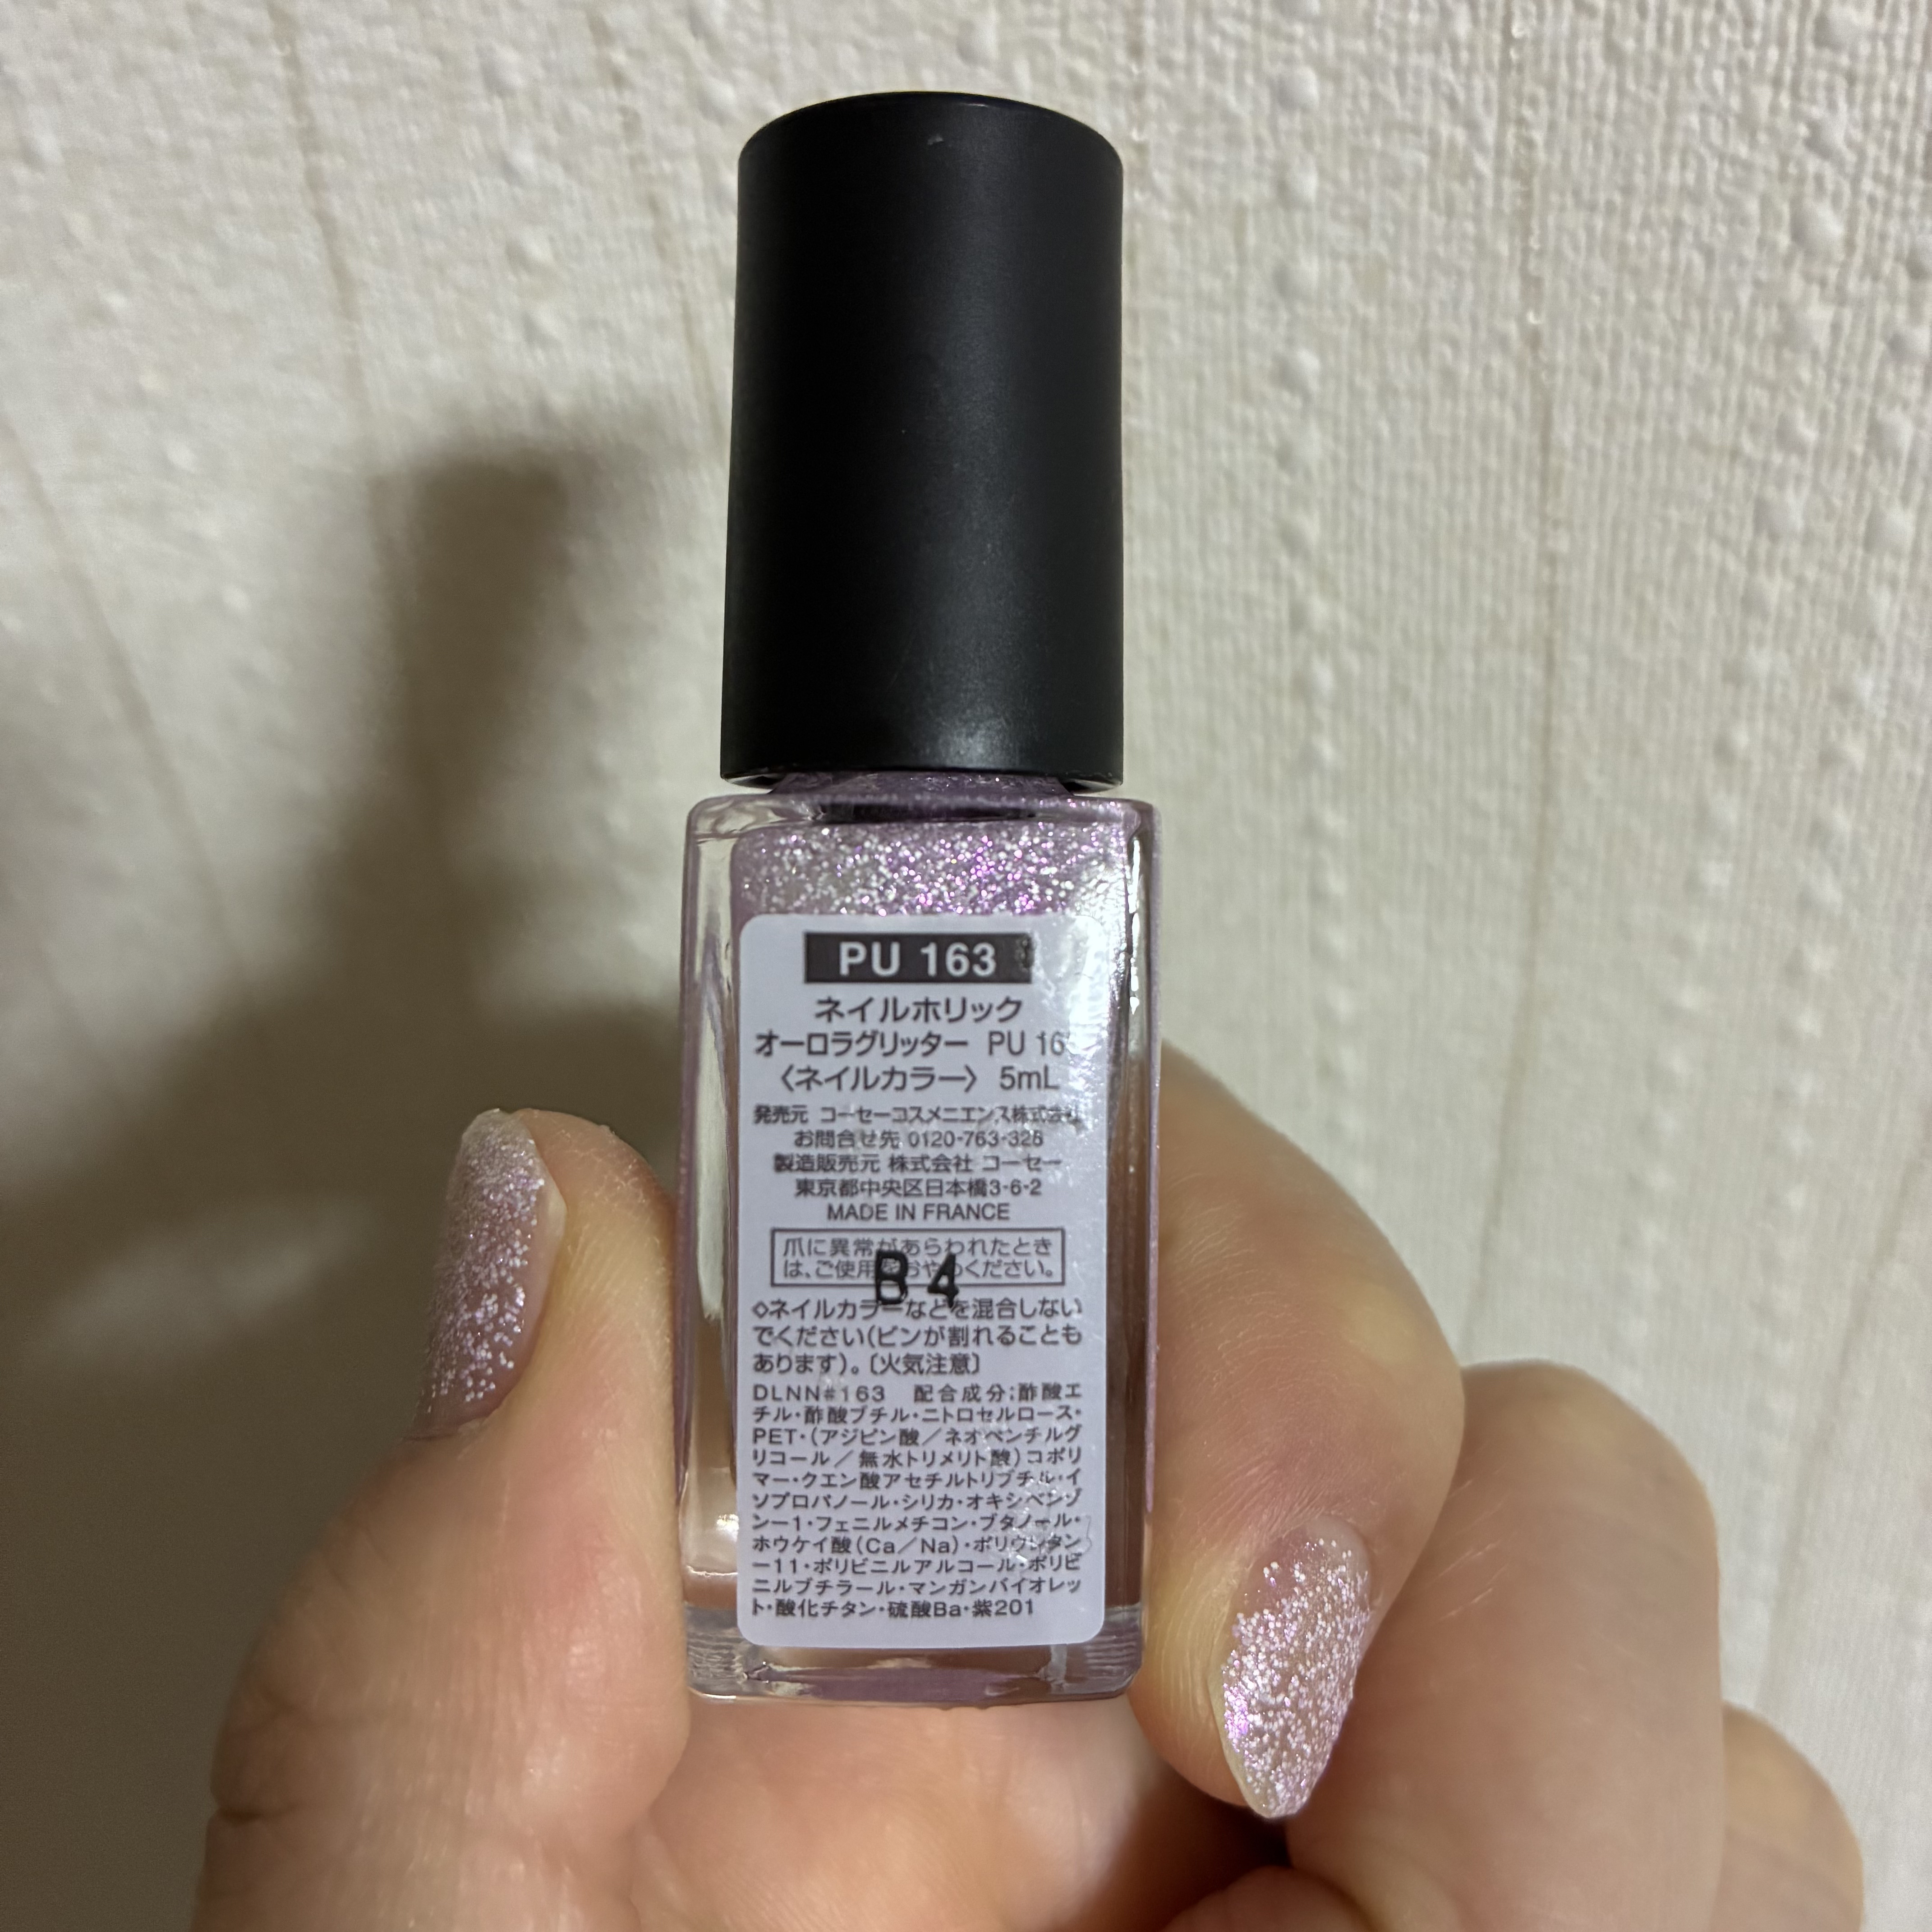 PU 163
ネイルホリック
オーロラグリッター PU 16
〈ネイルカラー〉 5mL
発売元 コーセーコスメニエンス株式会社
お問合せ先 0120-763-328
製造販売元 株式会社 コーセー
東京都中央区日本橋3-6-2
MADE IN FRANCE
爪に異常があらわれたとき
は、ご使用をおやめください。
B4
◇ネイルカラーなどを混合しない
でください(ビンが割れることも
あります)。〔火気注意〕
DLNN#163 配合成分;酢酸エ
チル・酢酸ブチル・ニトロセルロース・
PET・(アジピン酸/ネオペンチルグ
リコール/無水トリメリト酸)コポリ
マー・クエン酸アセチルトリブチル・イ
ソプロパノール・シリカ・オキシベンゾ
ン－1・フェニルメチコン・ブタノール・
ホウケイ酸(Ca/Na)・ポリウレタン
－11・ポリビニルアルコール・ポリビ
ニルブチラール・マンガンバイオレッ
ト・酸化チタン・硫酸Ba・紫201